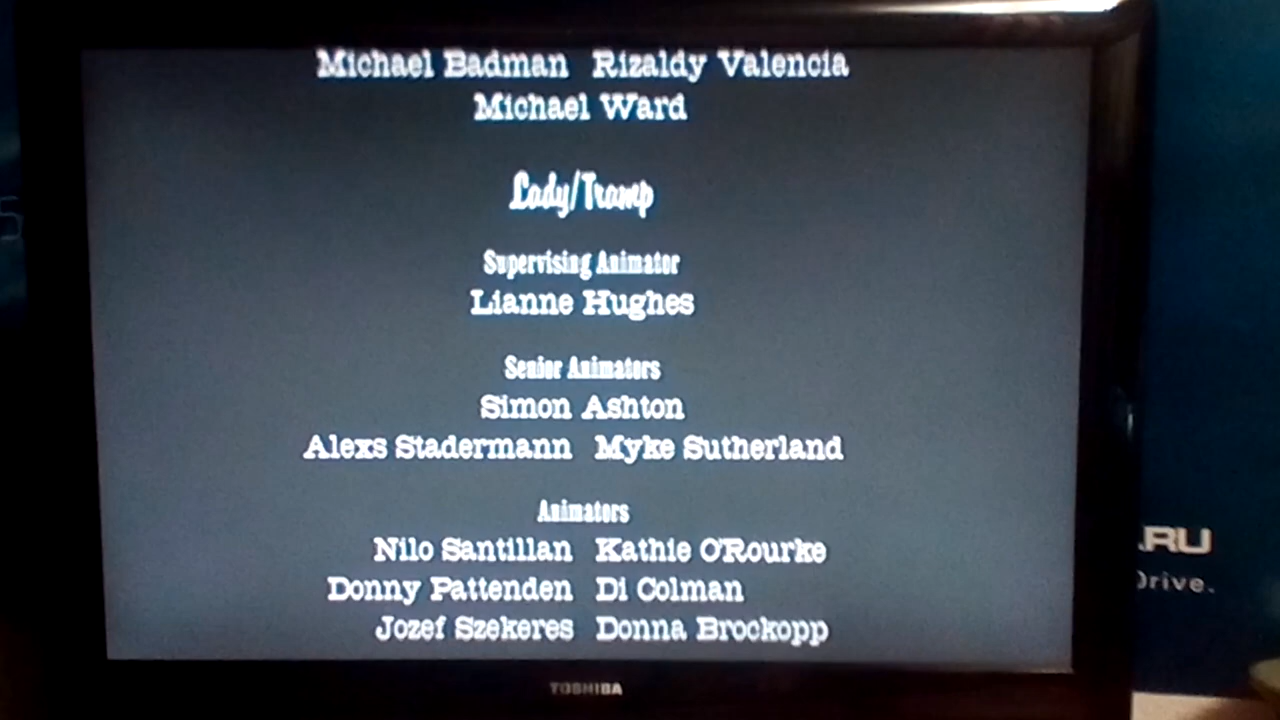 Michael Badman Rizaldy Valencia
Michael Ward
Lady/Tramp
Supervising Animator
Lianne Hughes
Senior Animators
Simon Ashton
Alexs Stadermann Myke Sutherland
Animators
Nilo Santillan Kathie O'Rourke
Donny Pattenden Di Colman
Jozef Szekeres Donna Brockopp
TOSHIBA
RU
Drive.